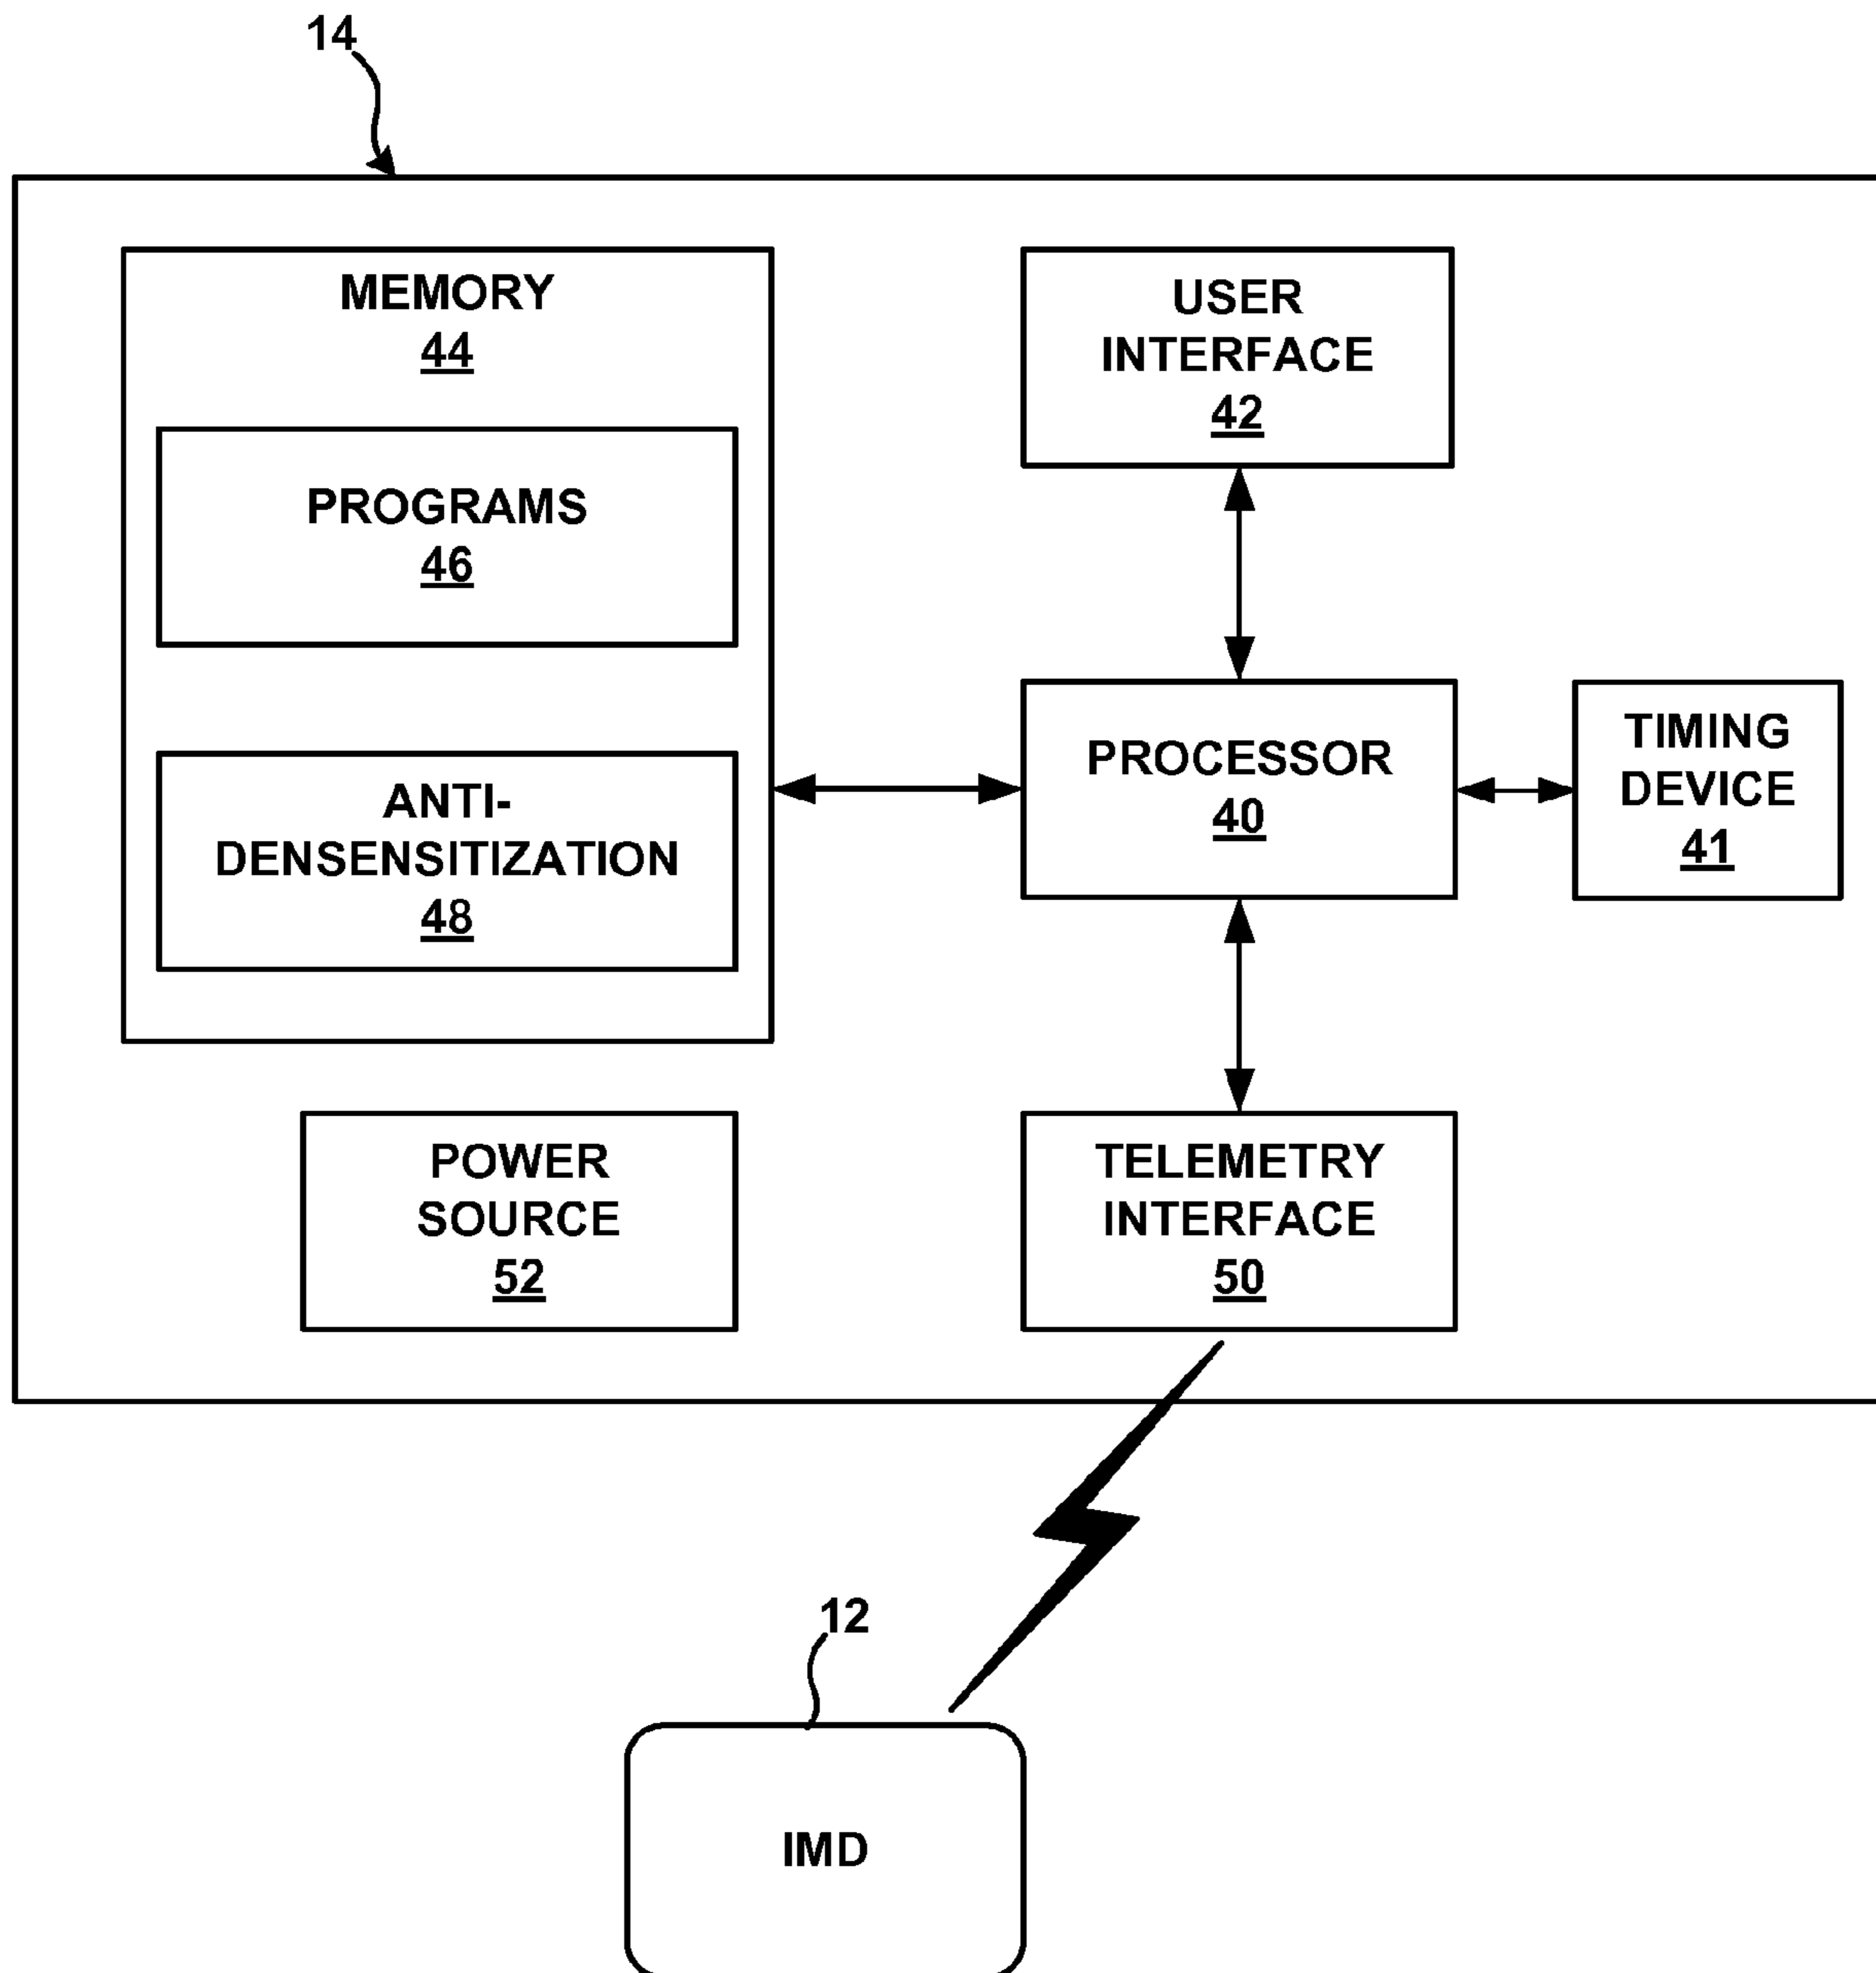 14
MEMORY
44
PROGRAMS
46
ANTI-
DENSENSITIZATION
48
USER
INTERFACE
42
PROCESSOR
40
TIMING
DEVICE
41
POWER
SOURCE
52
TELEMETRY
INTERFACE
50
12
IMD